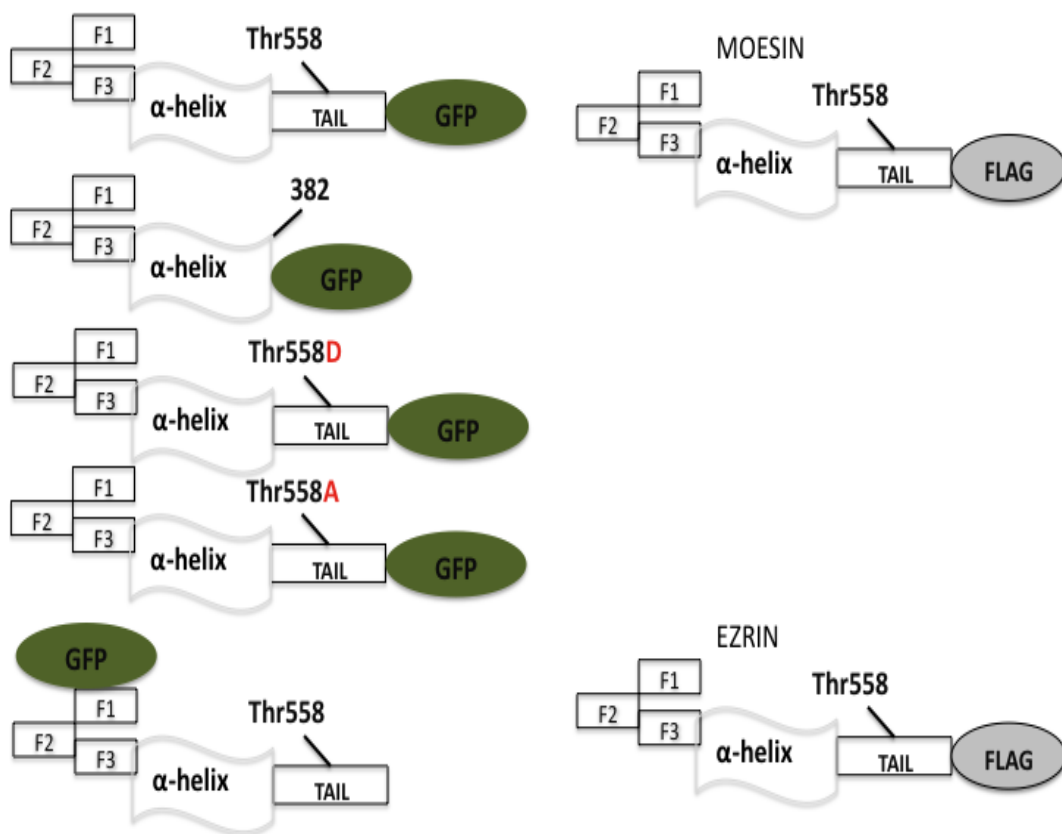 F1
F2
F3
α-helix
Thr558
TAIL
GFP
F1
F2
F3
α-helix
382
GFP
F1
F2
F3
α-helix
Thr558D
TAIL
GFP
F1
F2
F3
α-helix
Thr558A
TAIL
GFP
GFP
F1
F2
F3
α-helix
Thr558
TAIL
MOESIN
F1
F2
F3
α-helix
Thr558
TAIL
FLAG
EZRIN
F1
F2
F3
α-helix
Thr558
TAIL
FLAG